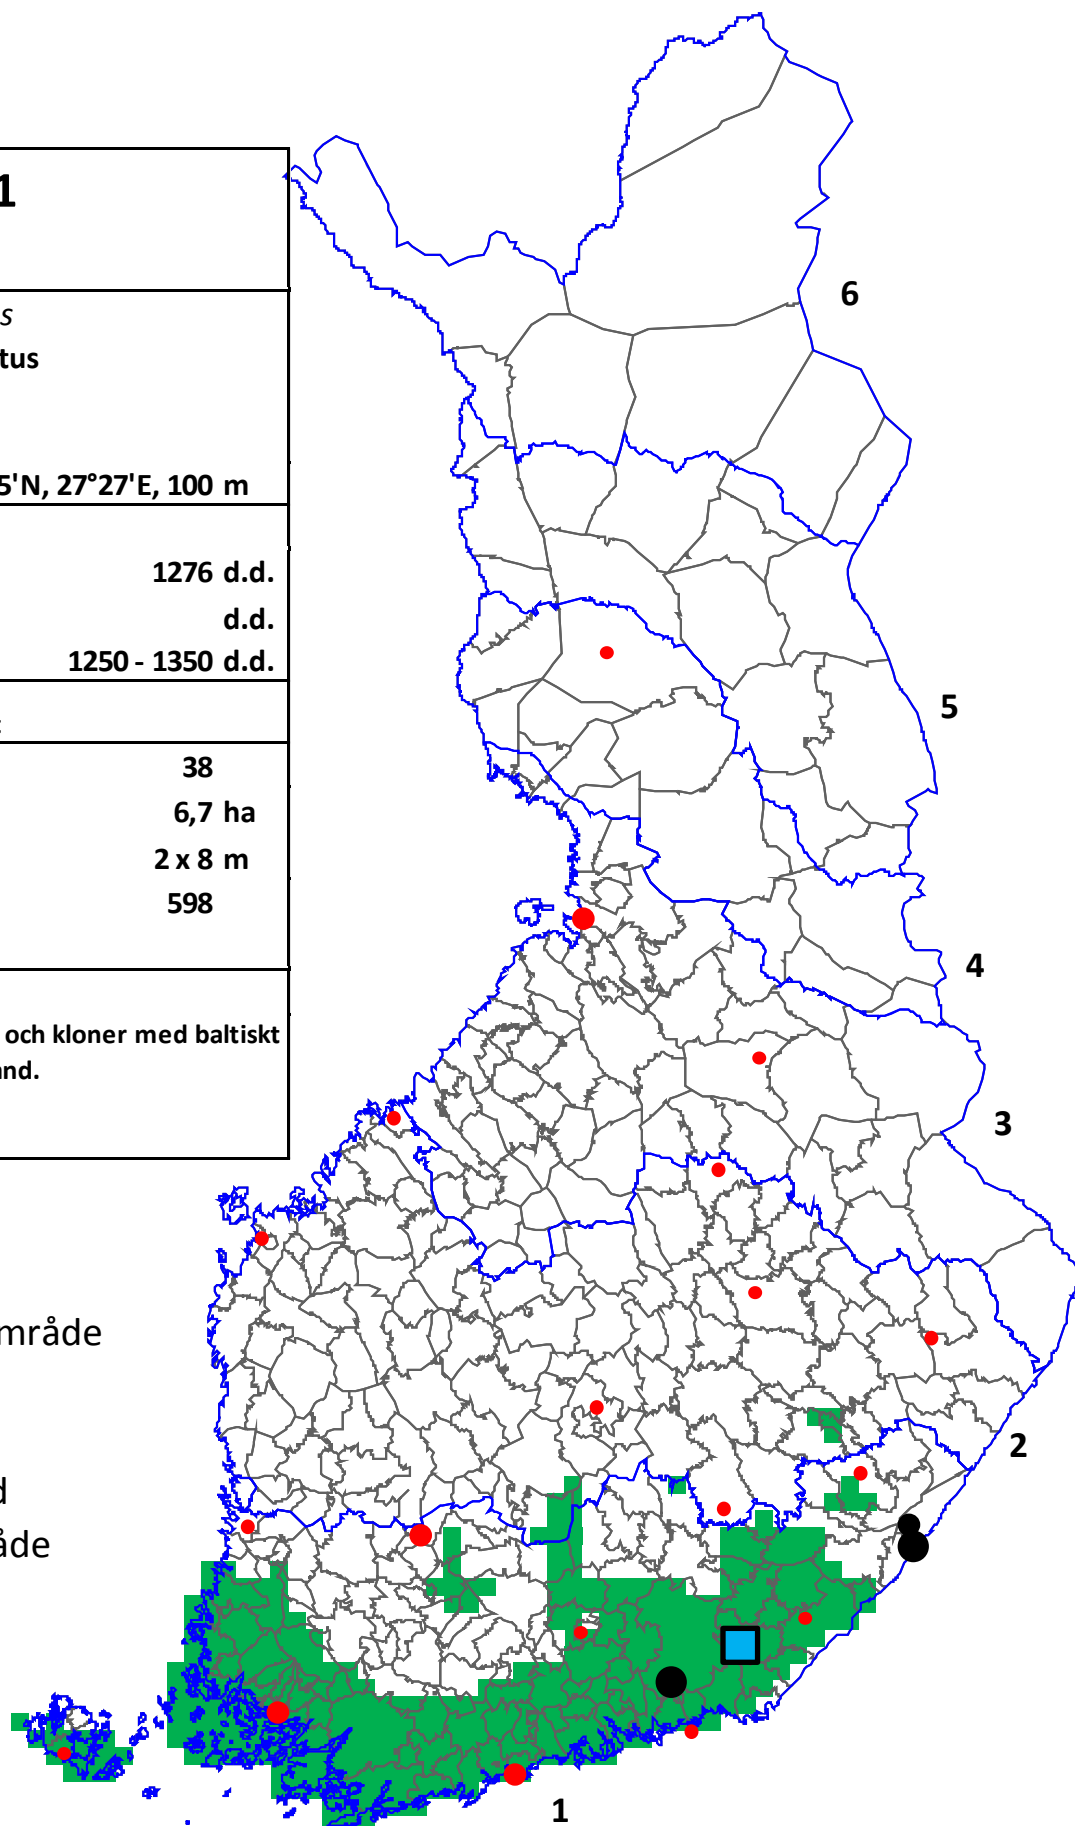 1
s
tus
5'N, 27°27'E, 100 m
1276 d.d.
d.d.
1250 - 1350 d.d.
:
38
6,7 ha
2 x 8 m
598
och kloner med baltiskt
and.
mråde
d
åde
6
5
4
3
2
1